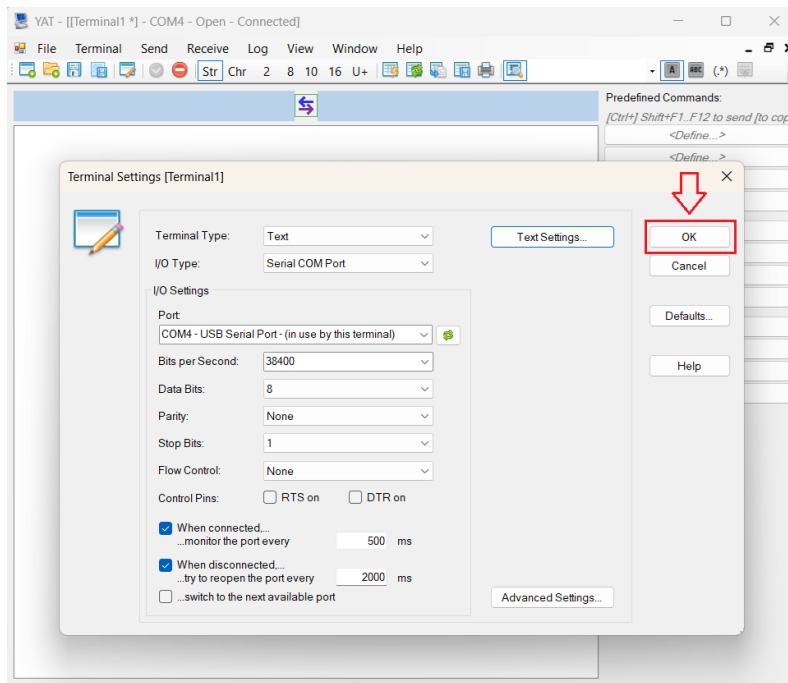 YAT - [[Terminal1 *] - COM4 - Open - Connected]
File Terminal Send Receive Log View Window Help
Str Chr 2 8 10 16 U+ A ABC (.*)
Predefined Commands:
[Ctrl+] Shift+F1..F12 to send [to cop
<Define...>
<Define...>
Terminal Settings [Terminal1]
Terminal Type: Text Text Settings... OK
I/O Type: Serial COM Port Cancel
I/O Settings
Port:
COM4 - USB Serial Port - (in use by this terminal) Defaults...
Bits per Second: 38400 Help
Data Bits: 8
Parity: None
Stop Bits: 1
Flow Control: None
Control Pins: RTS on DTR on
When connected,...
...monitor the port every 500 ms
When disconnected,...
...try to reopen the port every 2000 ms
...switch to the next available port Advanced Settings...